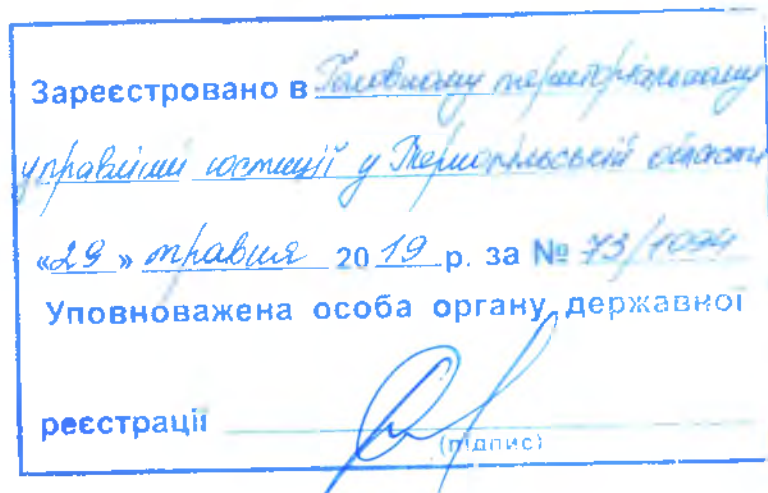 Зареєстровано в Головному територіальному
управлінні юстиції у Тернопільській області
«29» травня 2019 р. за № 73/1094
Уповноважена особа органу державної
реєстрації
(підпис)